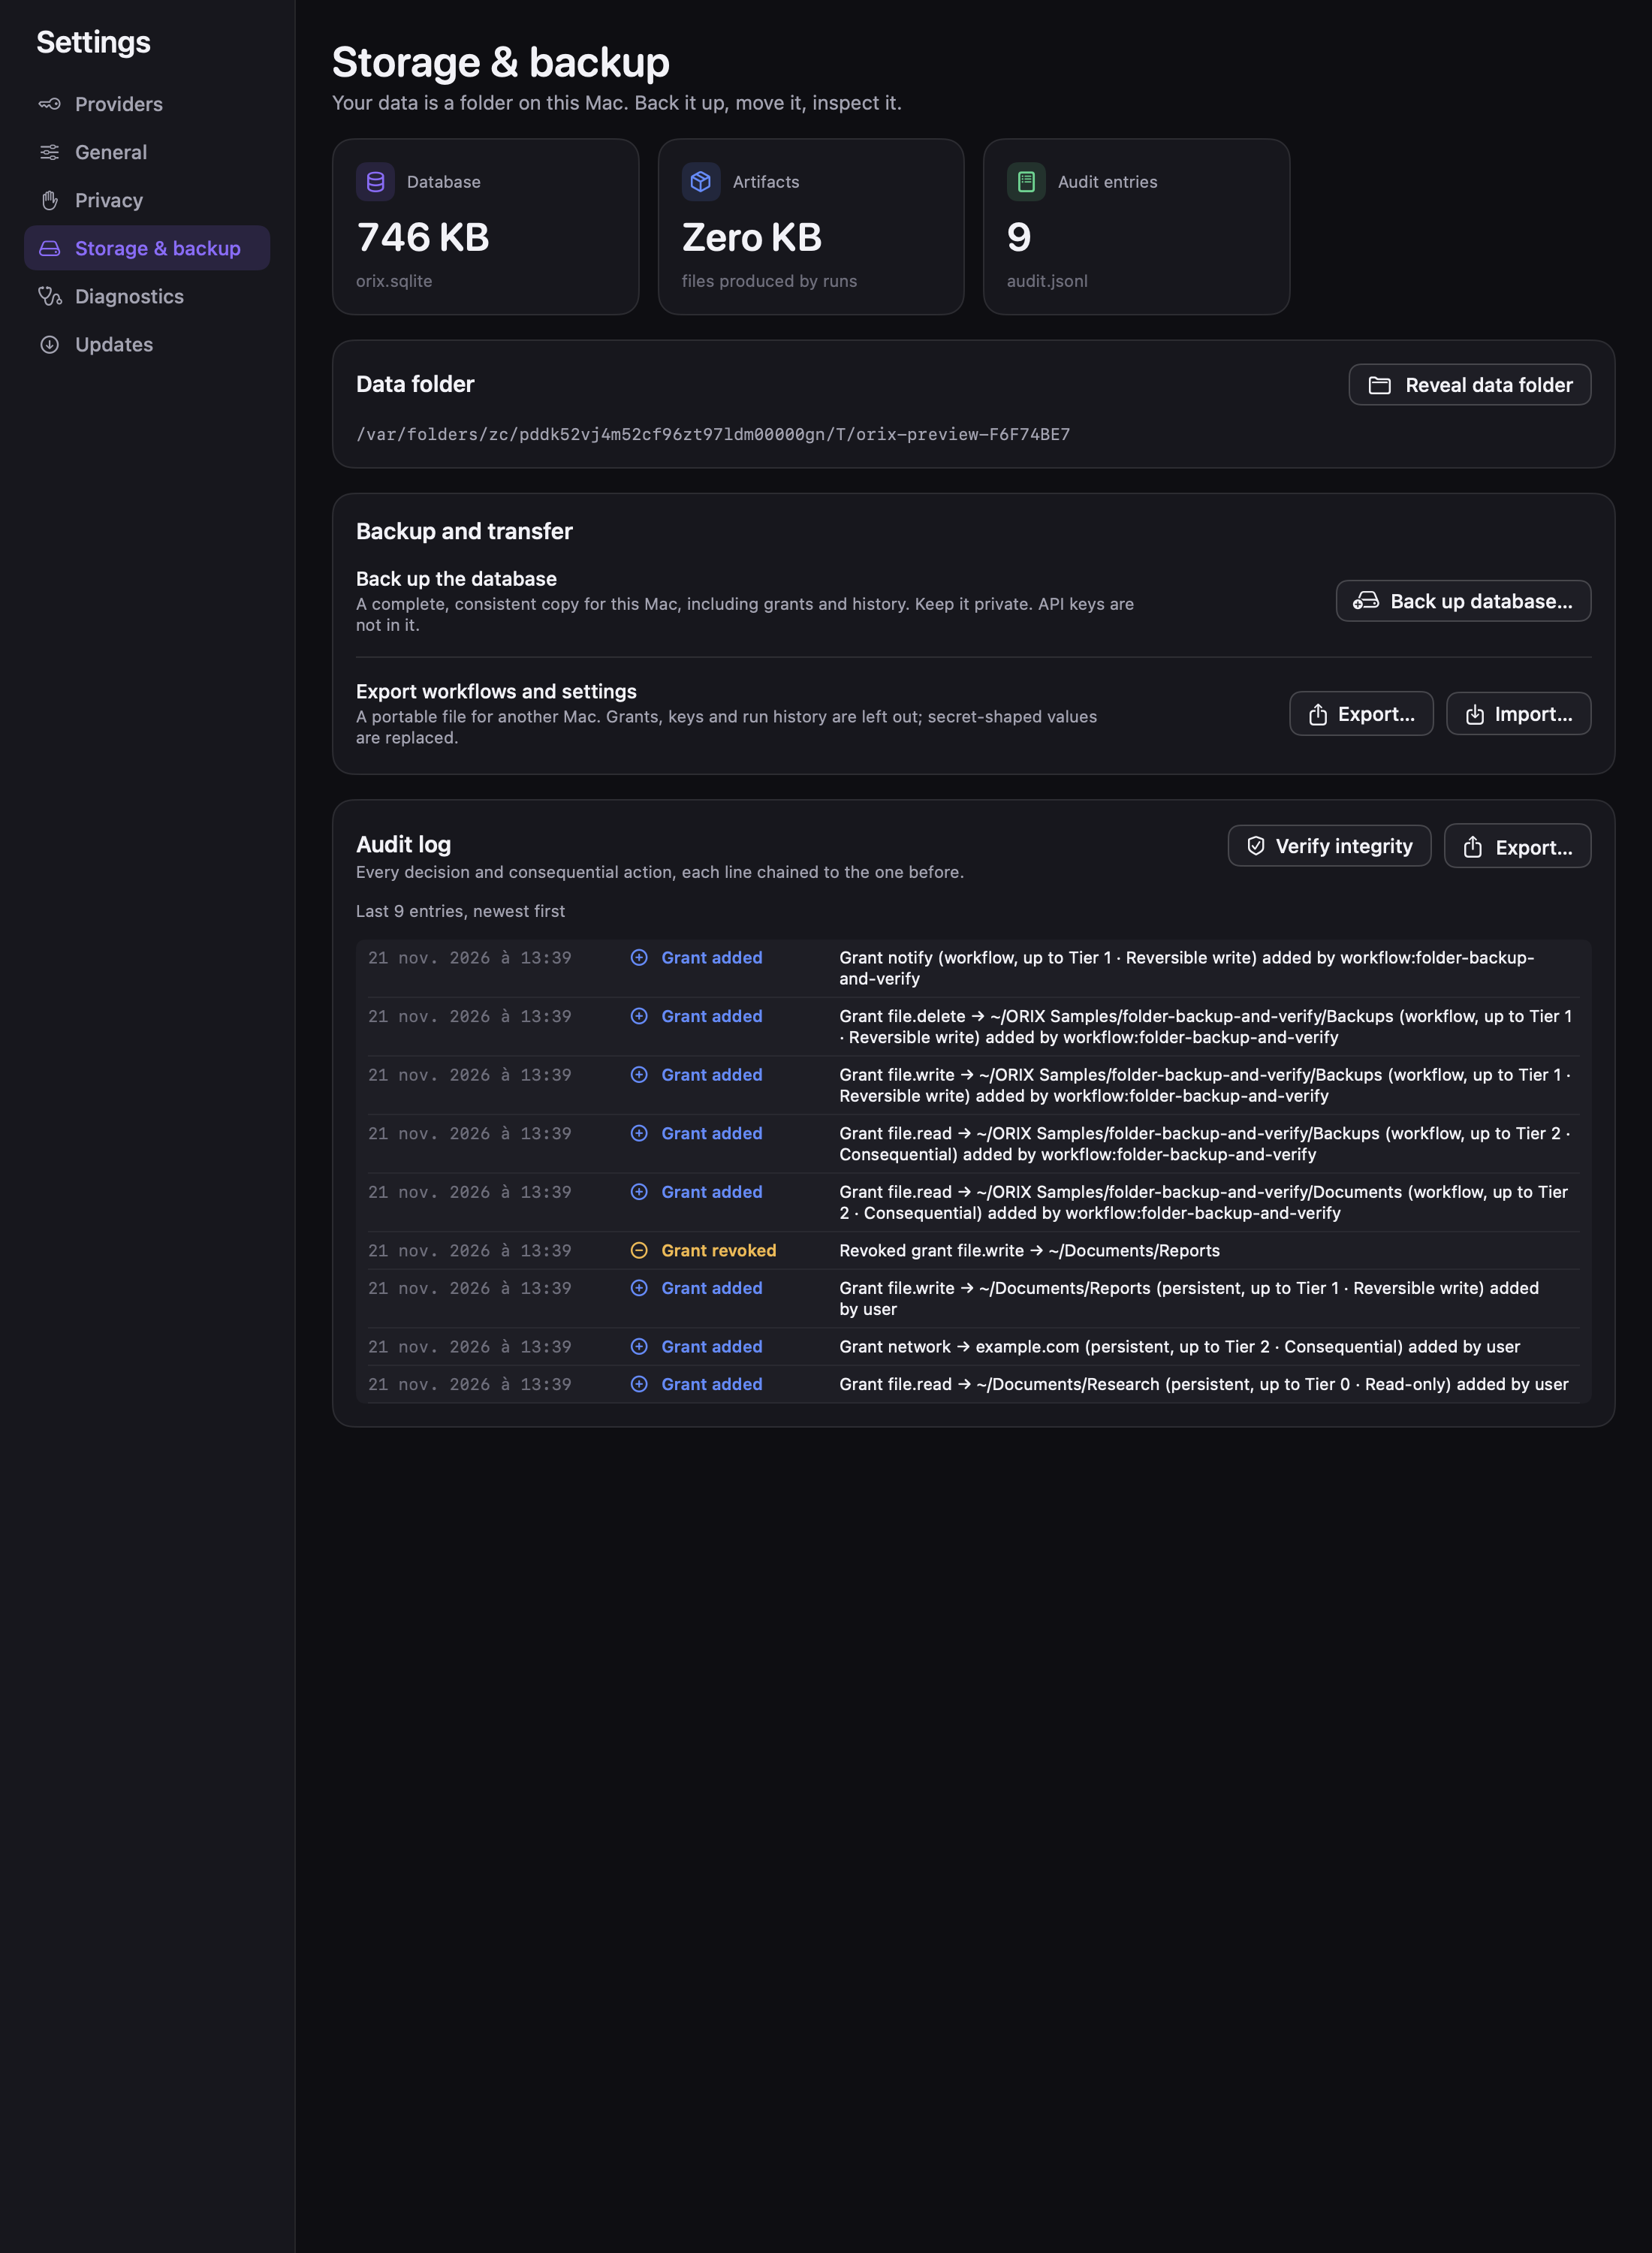 Settings
Providers
General
Privacy
Storage & backup
Diagnostics
Updates
Storage & backup
Your data is a folder on this Mac. Back it up, move it, inspect it.
Database
746 KB
orix.sqlite
Artifacts
Zero KB
files produced by runs
Audit entries
9
audit.jsonl
Data folder
Reveal data folder
/var/folders/zc/pddk52vj4m52cf96zt97ldm00000gn/T/orix-preview-F6F74BE7
Backup and transfer
Back up the database
A complete, consistent copy for this Mac, including grants and history. Keep it private. API keys are
not in it.
Back up database...
Export workflows and settings
A portable file for another Mac. Grants, keys and run history are left out; secret-shaped values
are replaced.
Export...
Import...
Audit log
Every decision and consequential action, each line chained to the one before.
Verify integrity
Export...
Last 9 entries, newest first
21 nov. 2026 à 13:39 Grant added Grant notify (workflow, up to Tier 1 · Reversible write) added by workflow:folder-backup-
and-verify
21 nov. 2026 à 13:39 Grant added Grant file.delete → ~/ORIX Samples/folder-backup-and-verify/Backups (workflow, up to Tier 1
· Reversible write) added by workflow:folder-backup-and-verify
21 nov. 2026 à 13:39 Grant added Grant file.write → ~/ORIX Samples/folder-backup-and-verify/Backups (workflow, up to Tier 1 ·
Reversible write) added by workflow:folder-backup-and-verify
21 nov. 2026 à 13:39 Grant added Grant file.read → ~/ORIX Samples/folder-backup-and-verify/Backups (workflow, up to Tier 2 ·
Consequential) added by workflow:folder-backup-and-verify
21 nov. 2026 à 13:39 Grant added Grant file.read → ~/ORIX Samples/folder-backup-and-verify/Documents (workflow, up to Tier
2 · Consequential) added by workflow:folder-backup-and-verify
21 nov. 2026 à 13:39 Grant revoked Revoked grant file.write → ~/Documents/Reports
21 nov. 2026 à 13:39 Grant added Grant file.write → ~/Documents/Reports (persistent, up to Tier 1 · Reversible write) added
by user
21 nov. 2026 à 13:39 Grant added Grant network → example.com (persistent, up to Tier 2 · Consequential) added by user
21 nov. 2026 à 13:39 Grant added Grant file.read → ~/Documents/Research (persistent, up to Tier 0 · Read-only) added by user